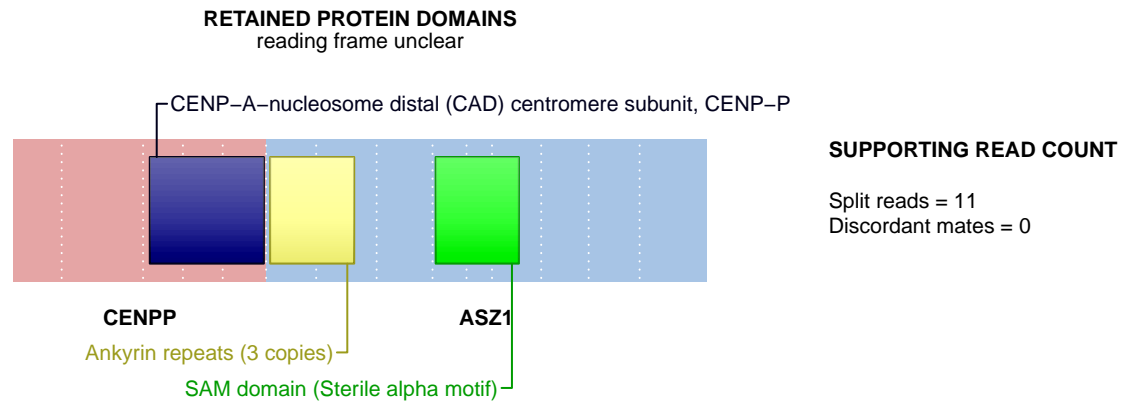 RETAINED PROTEIN DOMAINS
reading frame unclear
CENP−A−nucleosome distal (CAD) centromere subunit, CENP−P
SUPPORTING READ COUNT
Split reads = 11
Discordant mates = 0
CENPP
ASZ1
Ankyrin repeats (3 copies)
SAM domain (Sterile alpha motif)